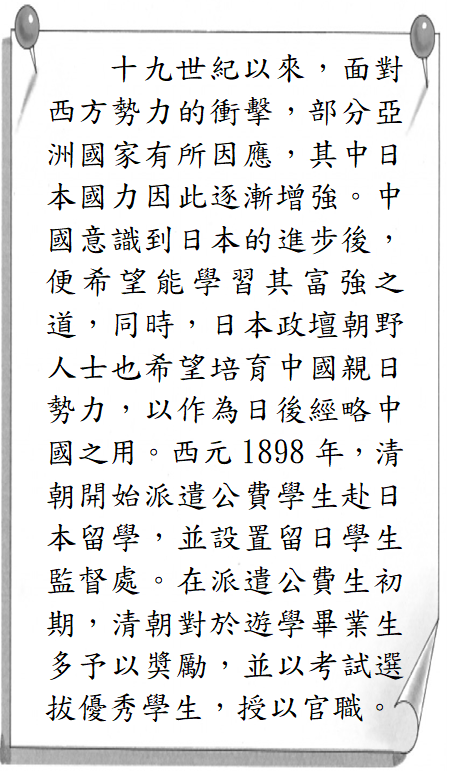 十九世紀以來，面對
西方勢力的衝擊，部分亞
洲國家有所因應，其中日
本國力因此逐漸增強。中
國意識到日本的進步後，
便希望能學習其富強之
道，同時，日本政壇朝野
人士也希望培育中國親日
勢力，以作為日後經略中
國之用。西元1898年，清
朝開始派遣公費學生赴日
本留學，並設置留日學生
監督處。在派遣公費生初
期，清朝對於遊學畢業生
多予以獎勵，並以考試選
拔優秀學生，授以官職。